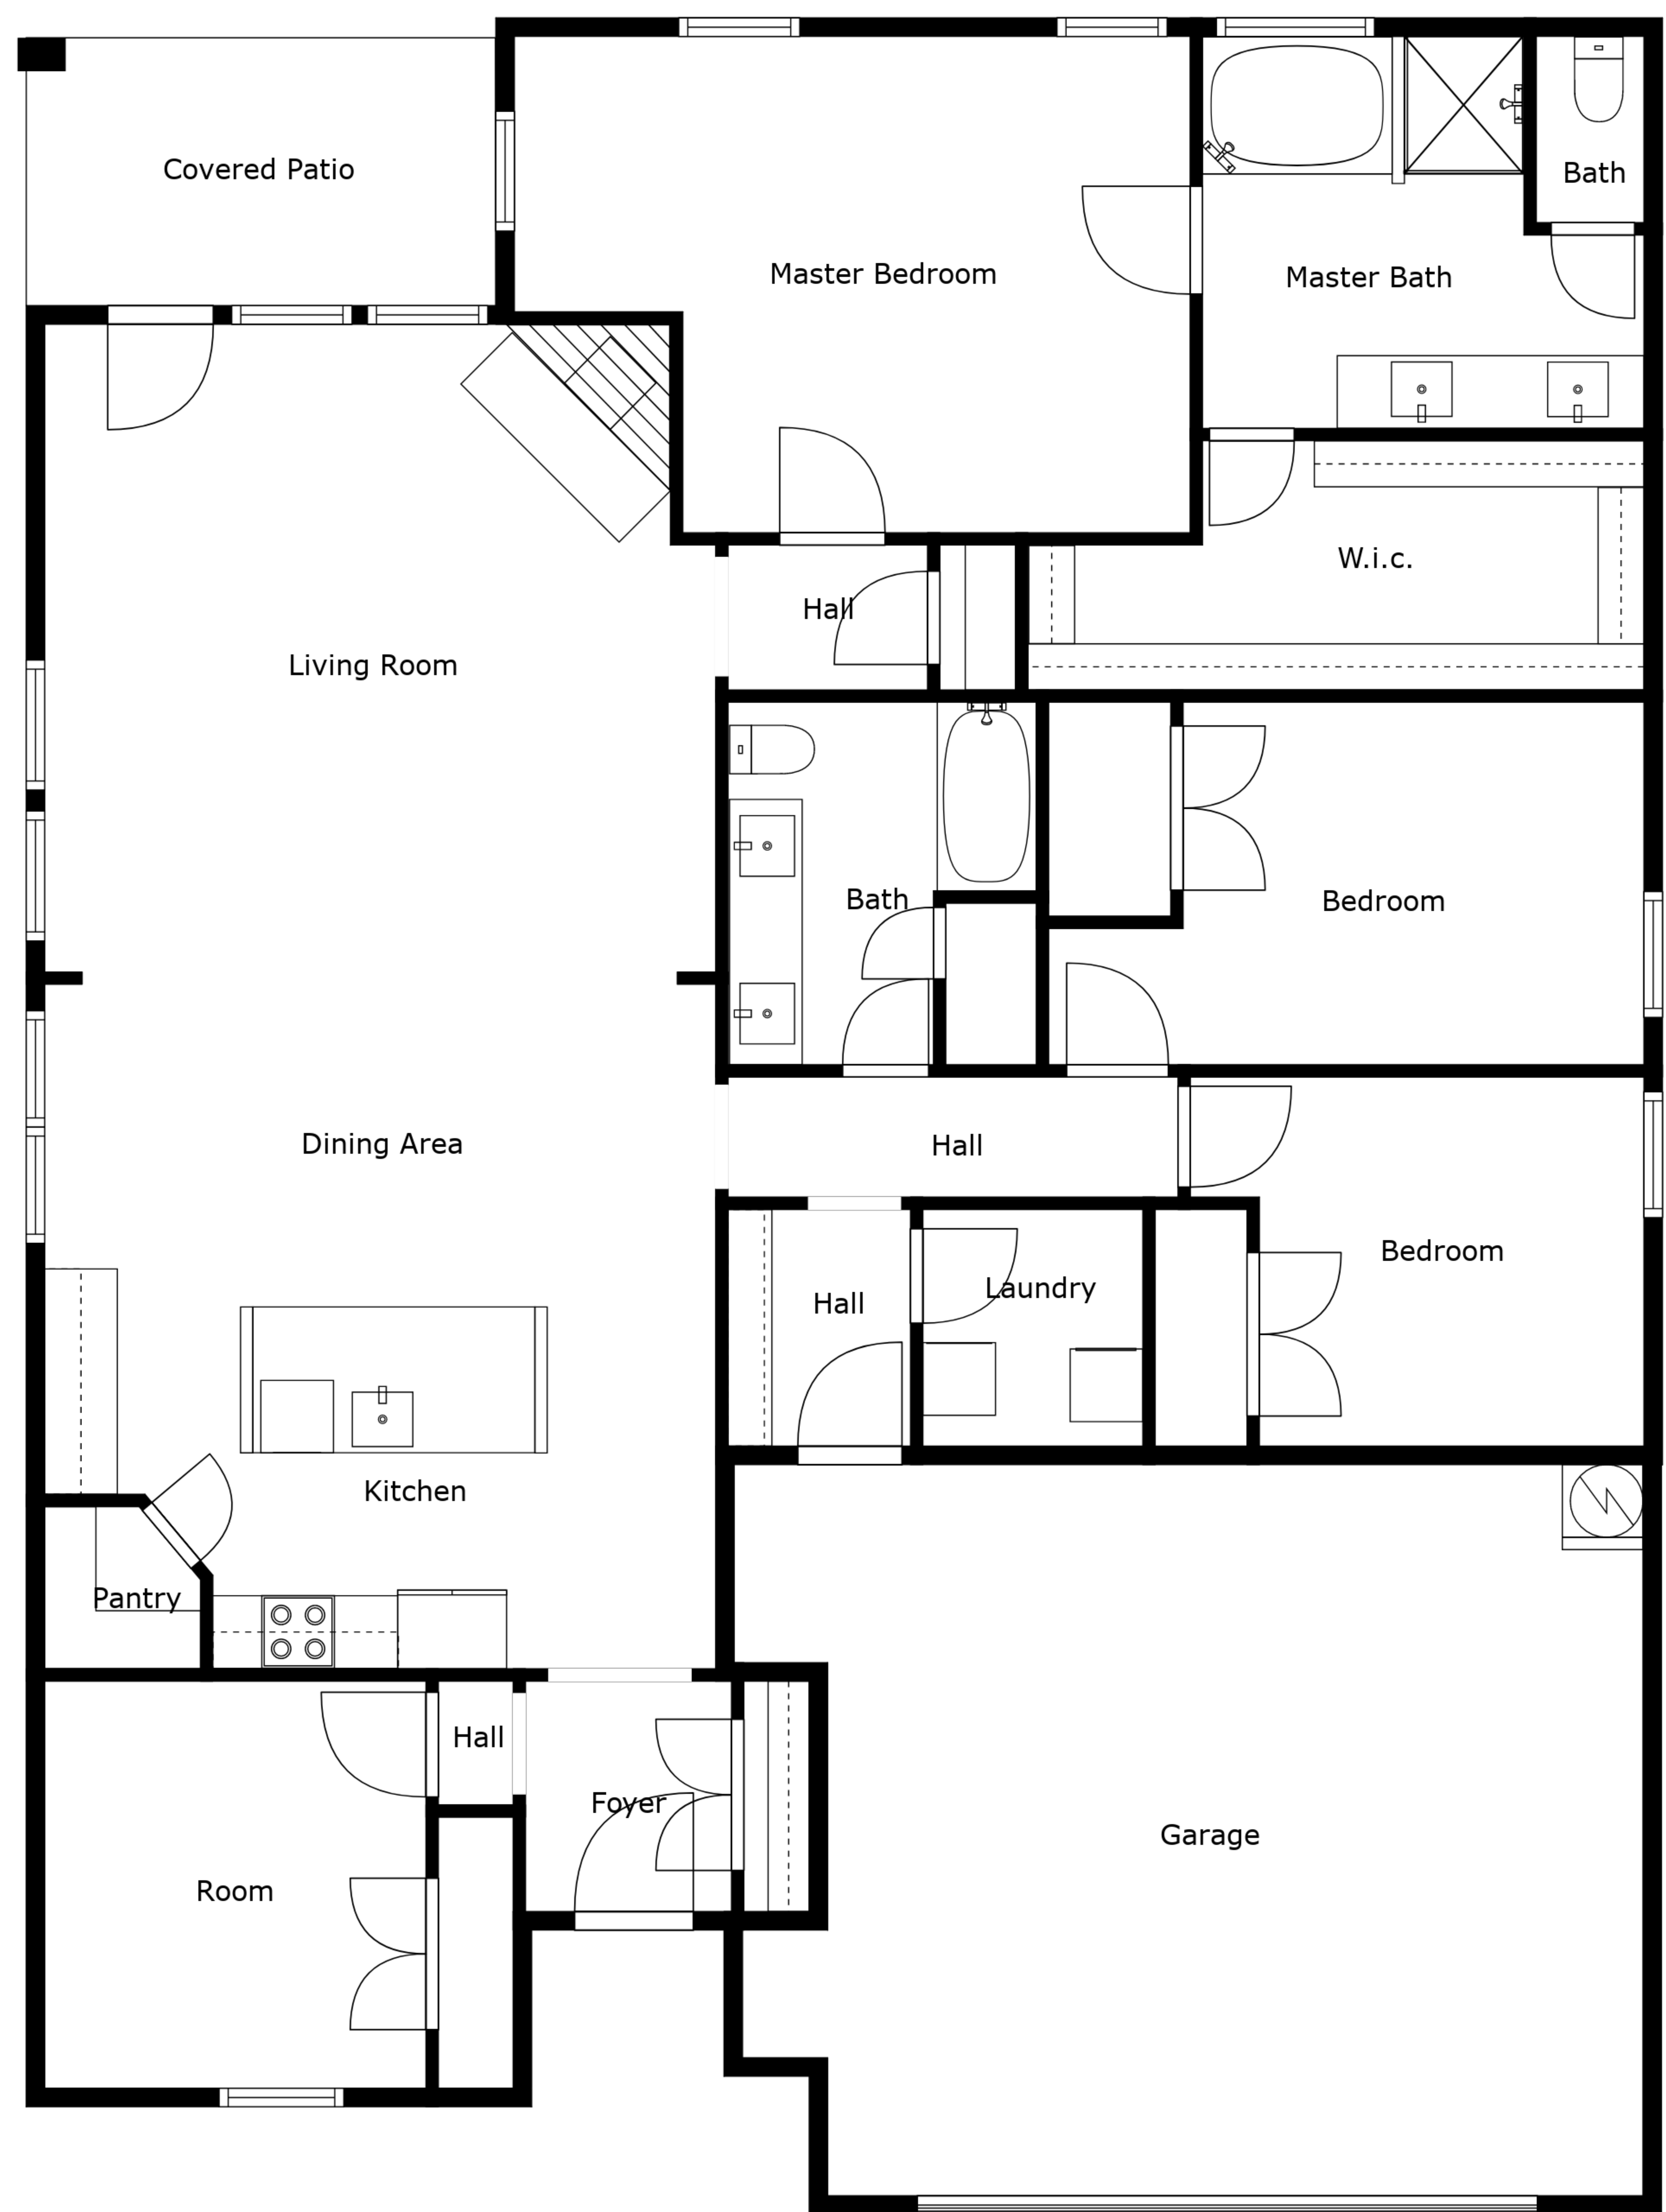 Covered Patio
Bath
Master Bedroom
Master Bath
W.i.c.
Hall
Living Room
Bath
Bedroom
Dining Area
Hall
Bedroom
Laundry
Hall
Kitchen
Pantry
Hall
Foyer
Garage
Room